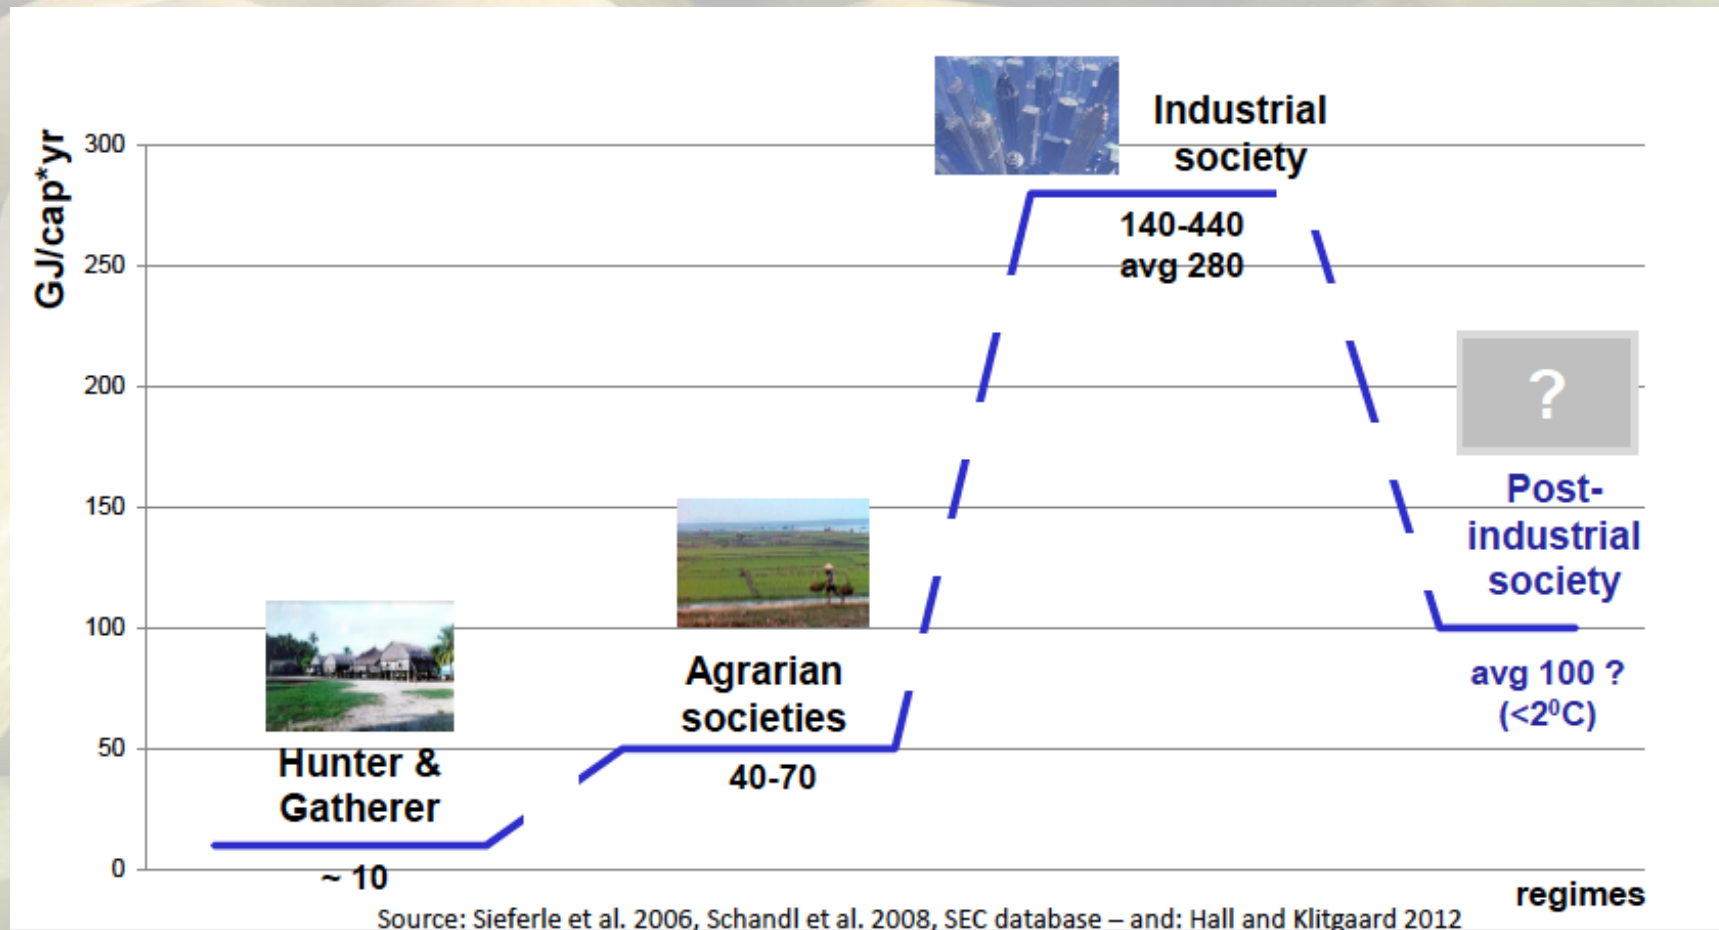 Industrial
society
GJ/cap*yr
300
250
200
150
100
50
0
140-440
avg 280
?
Post-
industrial
society
avg 100 ?
(<2⁰C)
Agrarian
societies
40-70
Hunter &
Gatherer
~ 10
regimes
Source: Sieferle et al. 2006, Schandl et al. 2008, SEC database – and: Hall and Klitgaard 2012